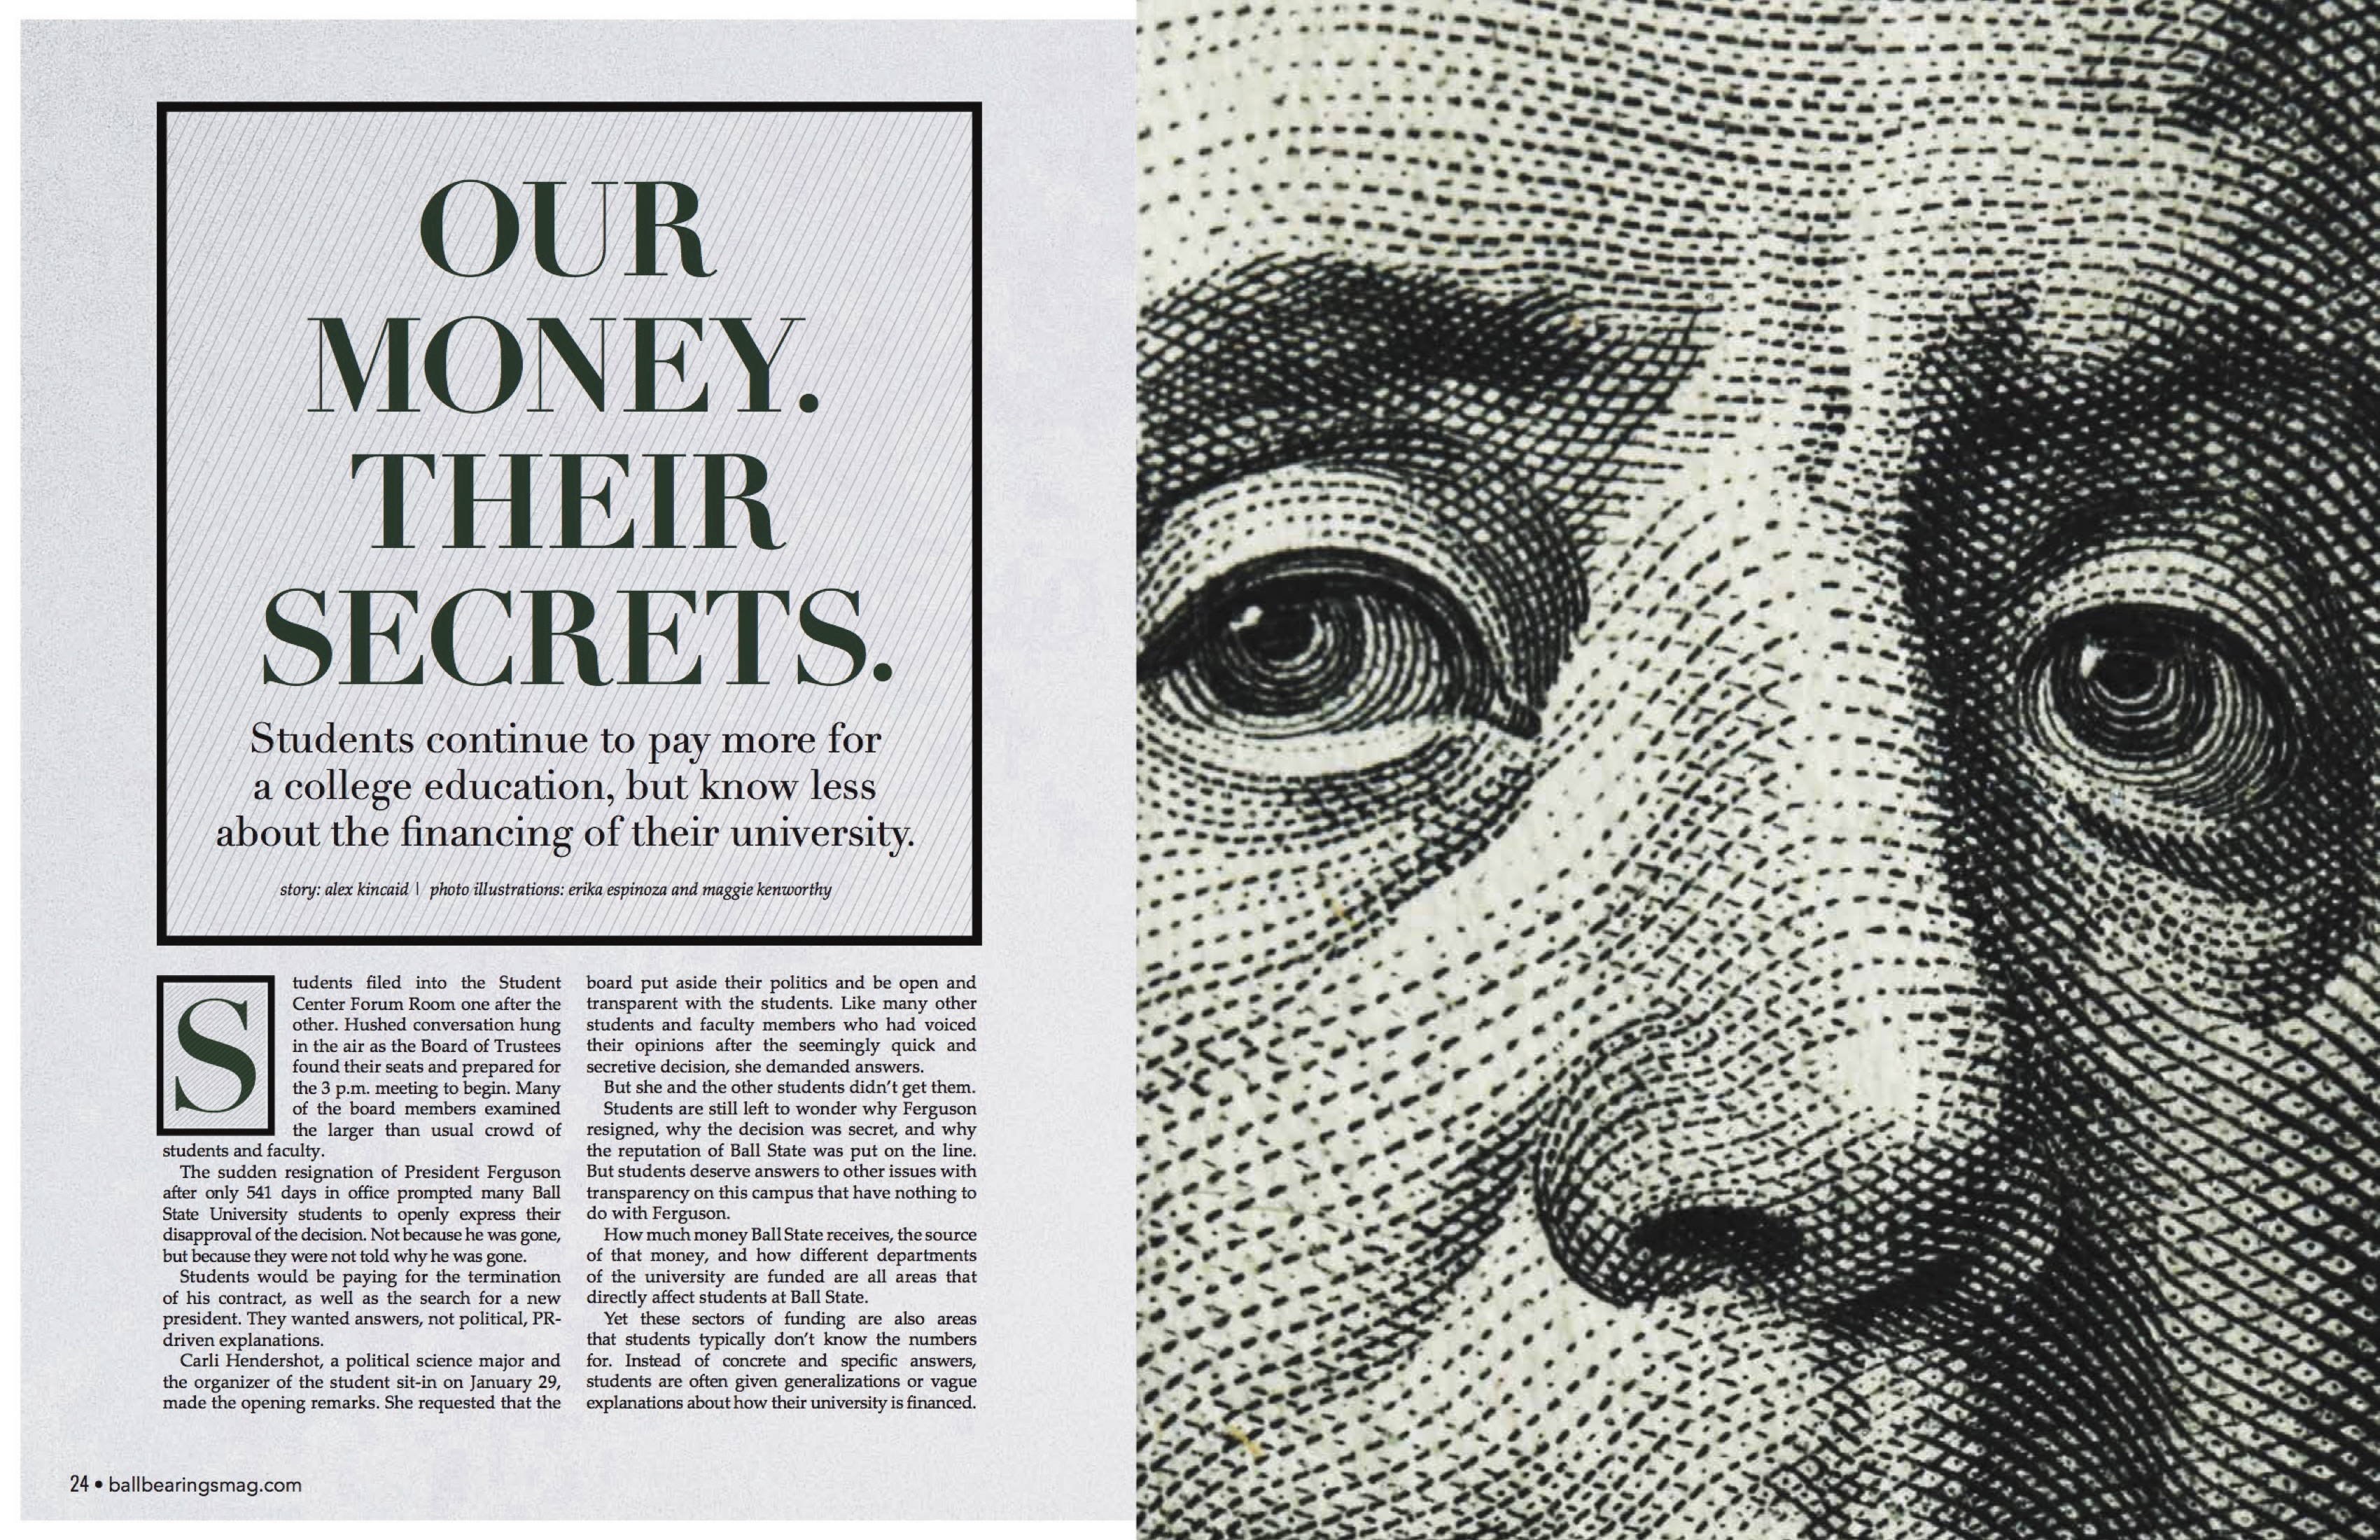 OUR
MONEY.
THEIR
SECRETS.
Students continue to pay more for
a college education, but know less
about the financing of their university.
story: alex kincaid | photo illustrations: erika espinoza and maggie kenworthy
S
tudents filed into the Student
Center Forum Room one after the
other. Hushed conversation hung
in the air as the Board of Trustees
found their seats and prepared for
the 3 p.m. meeting to begin. Many
of the board members examined
the larger than usual crowd of
students and faculty.
The sudden resignation of President Ferguson
after only 541 days in office prompted many Ball
State University students to openly express their
disapproval of the decision. Not because he was gone,
but because they were not told why he was gone.
Students would be paying for the termination
of his contract, as well as the search for a new
president. They wanted answers, not political, PR-
driven explanations.
Carli Hendershot, a political science major and
the organizer of the student sit-in on January 29,
made the opening remarks. She requested that the
board put aside their politics and be open and
transparent with the students. Like many other
students and faculty members who had voiced
their opinions after the seemingly quick and
secretive decision, she demanded answers.
But she and the other students didn't get them.
Students are still left to wonder why Ferguson
resigned, why the decision was secret, and why
the reputation of Ball State was put on the line.
But students deserve answers to other issues with
transparency on this campus that have nothing to
do with Ferguson.
How much money Ball State receives, the source
of that money, and how different departments
of the university are funded are all areas that
directly affect students at Ball State.
Yet these sectors of funding are also areas
that students typically don't know the numbers
for. Instead of concrete and specific answers,
students are often given generalizations or vague
explanations about how their university is financed.
24 • ballbearingsmag.com